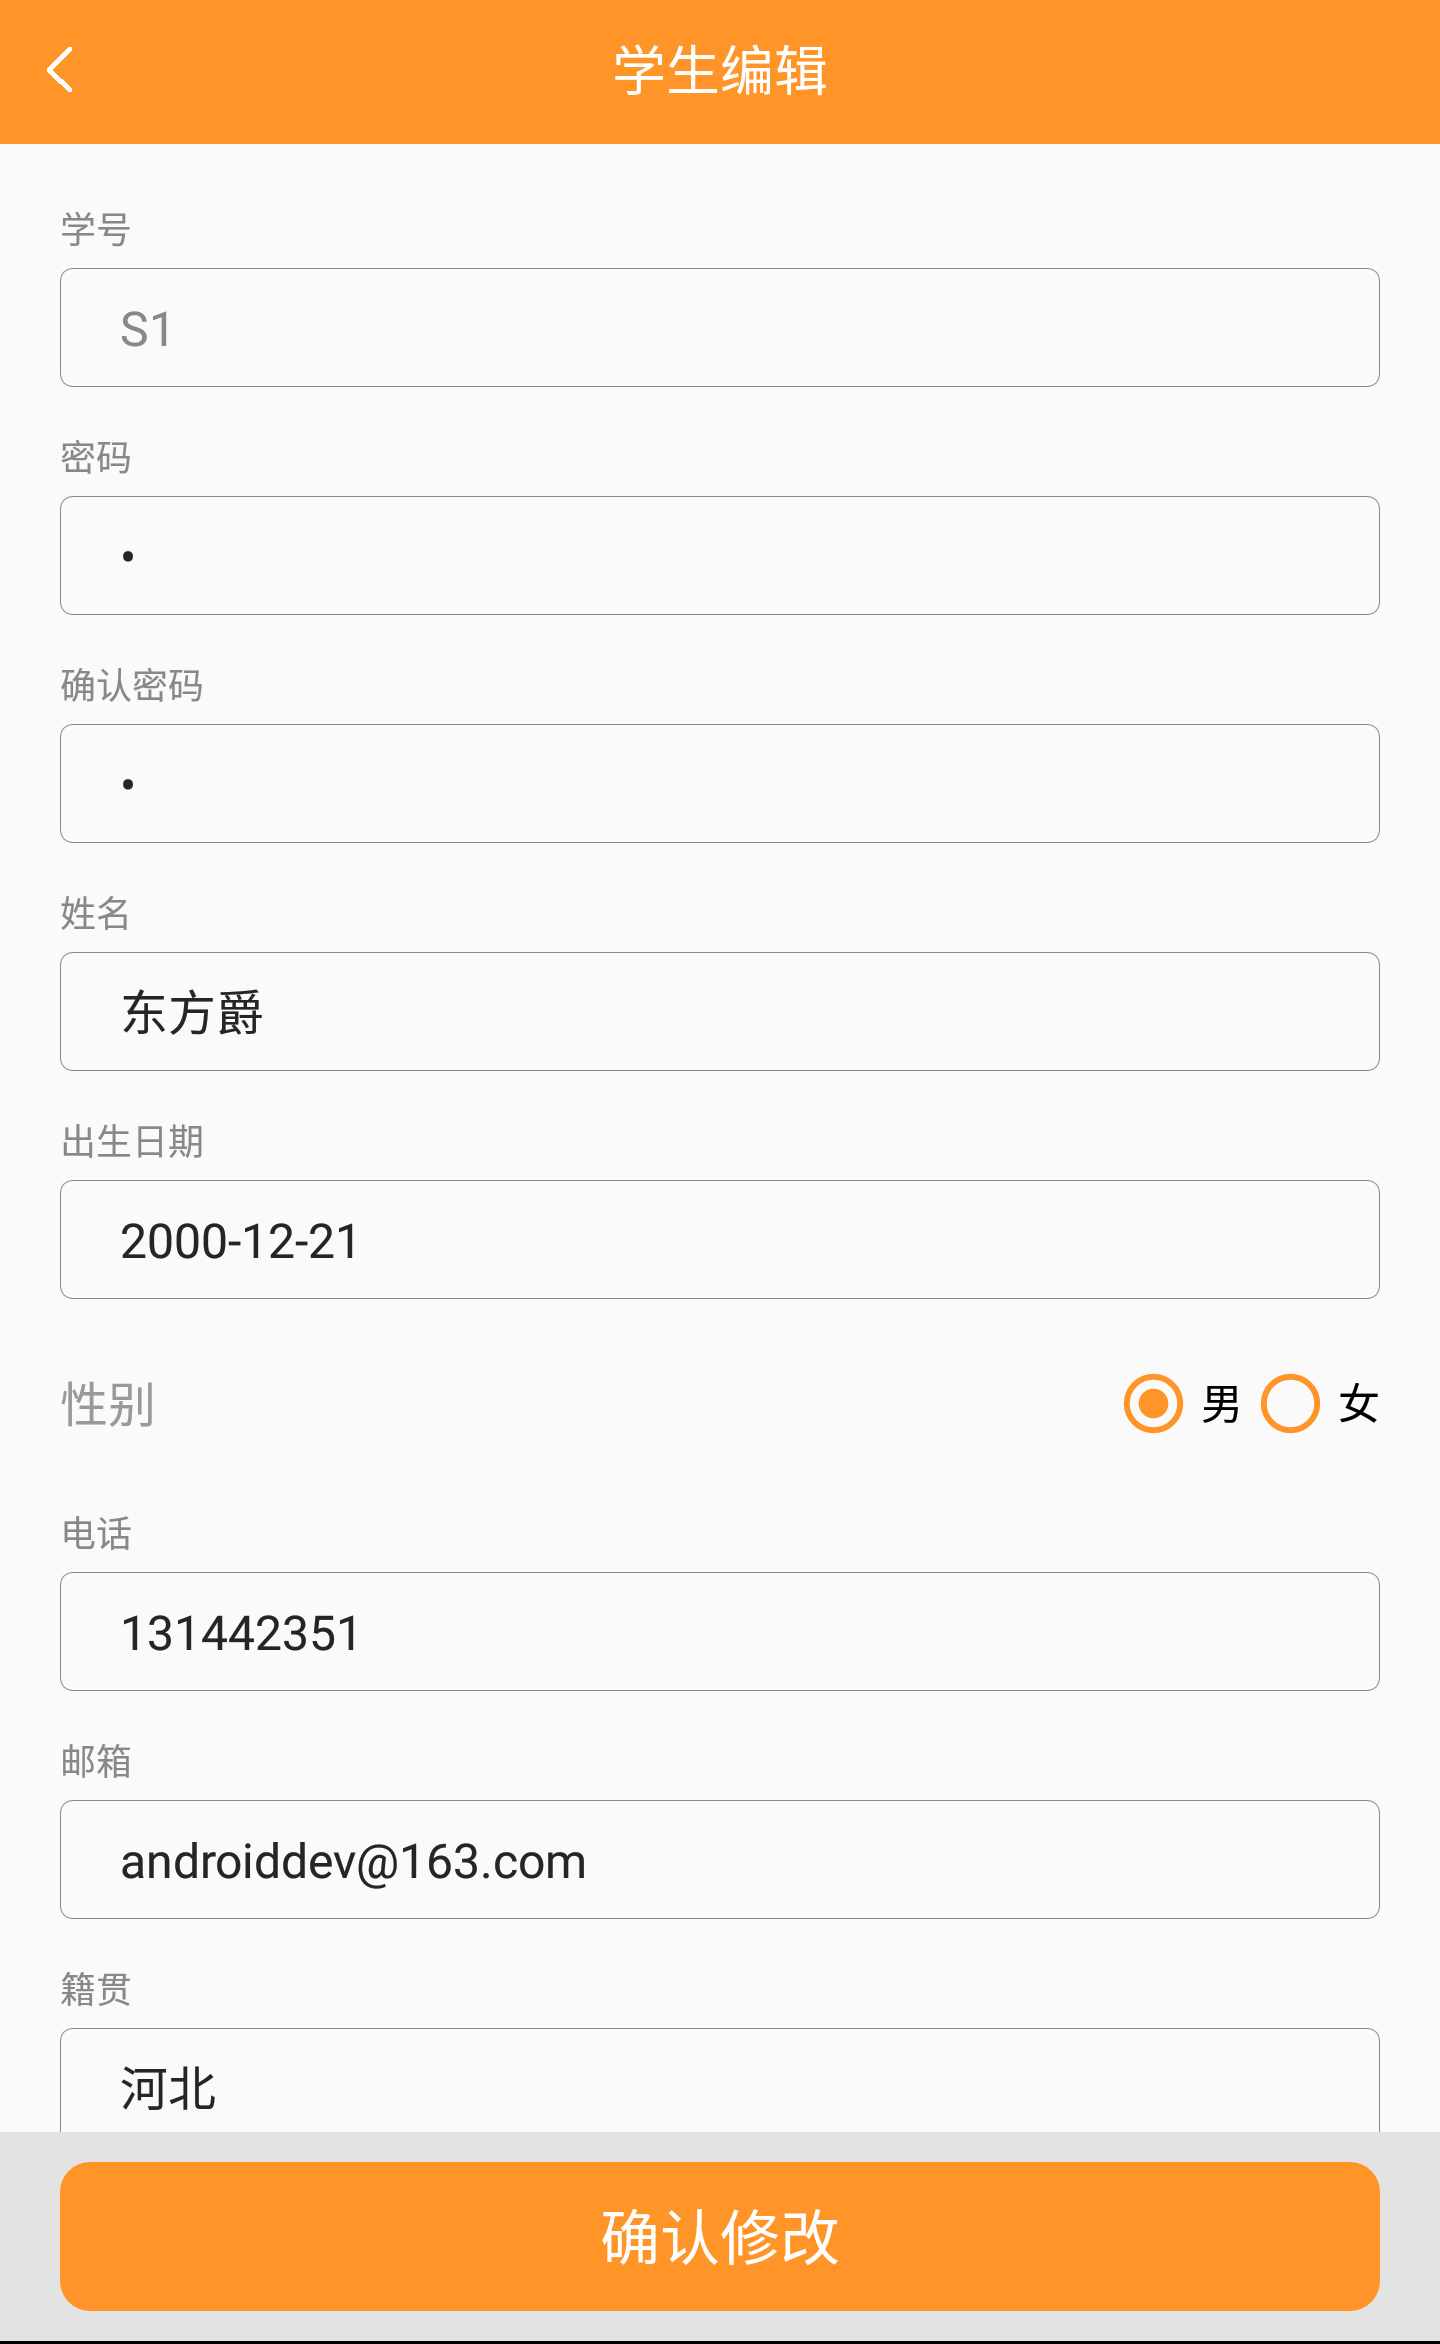 学生编辑
学号
S1
密码
•
确认密码
•
姓名
东方爵
出生日期
2000-12-21
性别 男 女
电话
131442351
邮箱
androiddev@163.com
籍贯
河北
确认修改